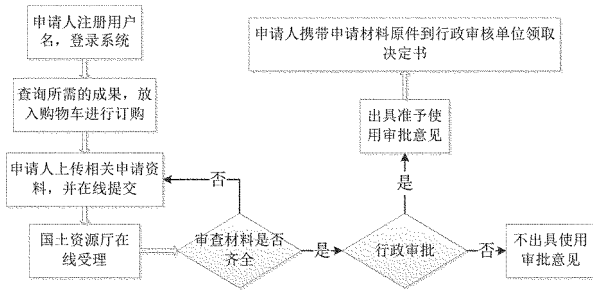 申请人注册用户
名，登录系统
查询所需的成果，放
入购物车进行订购
申请人上传相关申请资
料，并在线提交
国土资源厅在
线受理
否
审查材料是否
齐全
是
行政审批
否
不出具使用
审批意见
是
出具准予使
用审批意见
申请人携带申请材料原件到行政审核单位领取
决定书